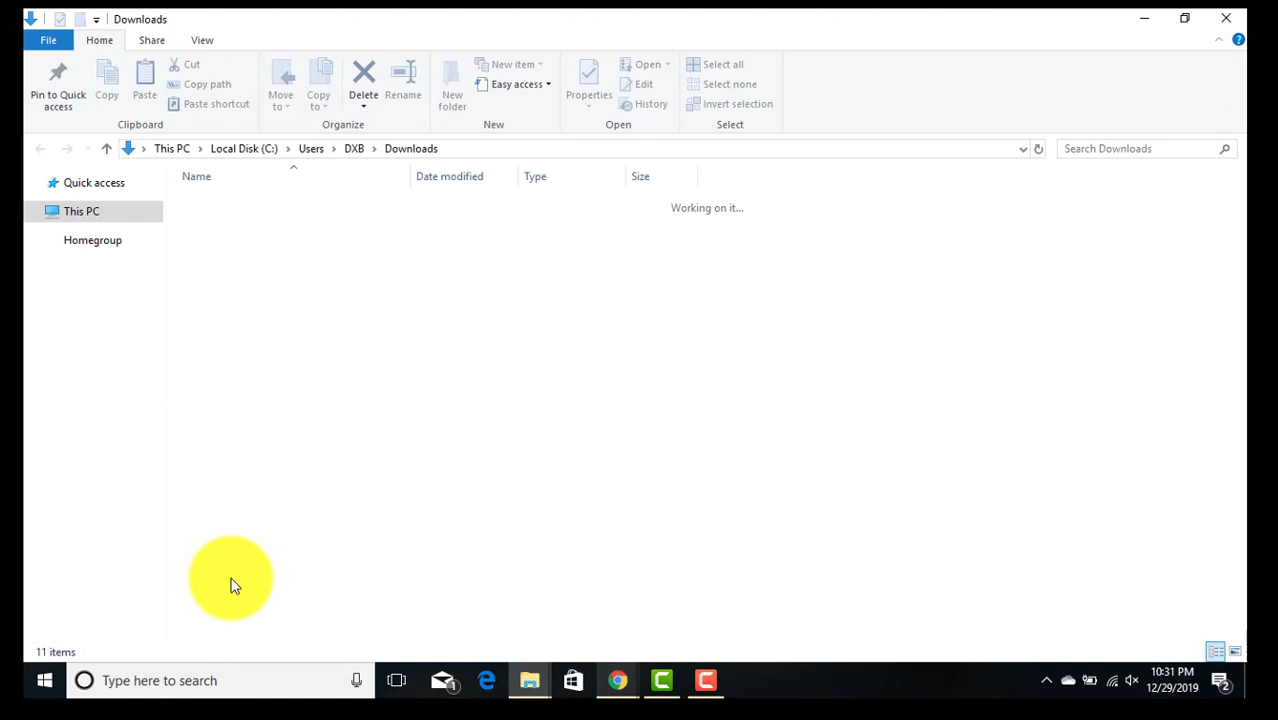 Downloads
File Home Share View
Pin to Quick access
Copy
Paste
Cut
Copy path
Paste shortcut
Clipboard
Move to
Copy to
Delete
Rename
Organize
New folder
New item
Easy access
New
Properties
Open
Edit
History
Open
Select all
Select none
Invert selection
Select
This PC > Local Disk (C:) > Users > DXB > Downloads
Search Downloads
Quick access
This PC
Homegroup
Name Date modified Type Size
Working on it...
11 items
Type here to search
1
10:31 PM
12/29/2019
2